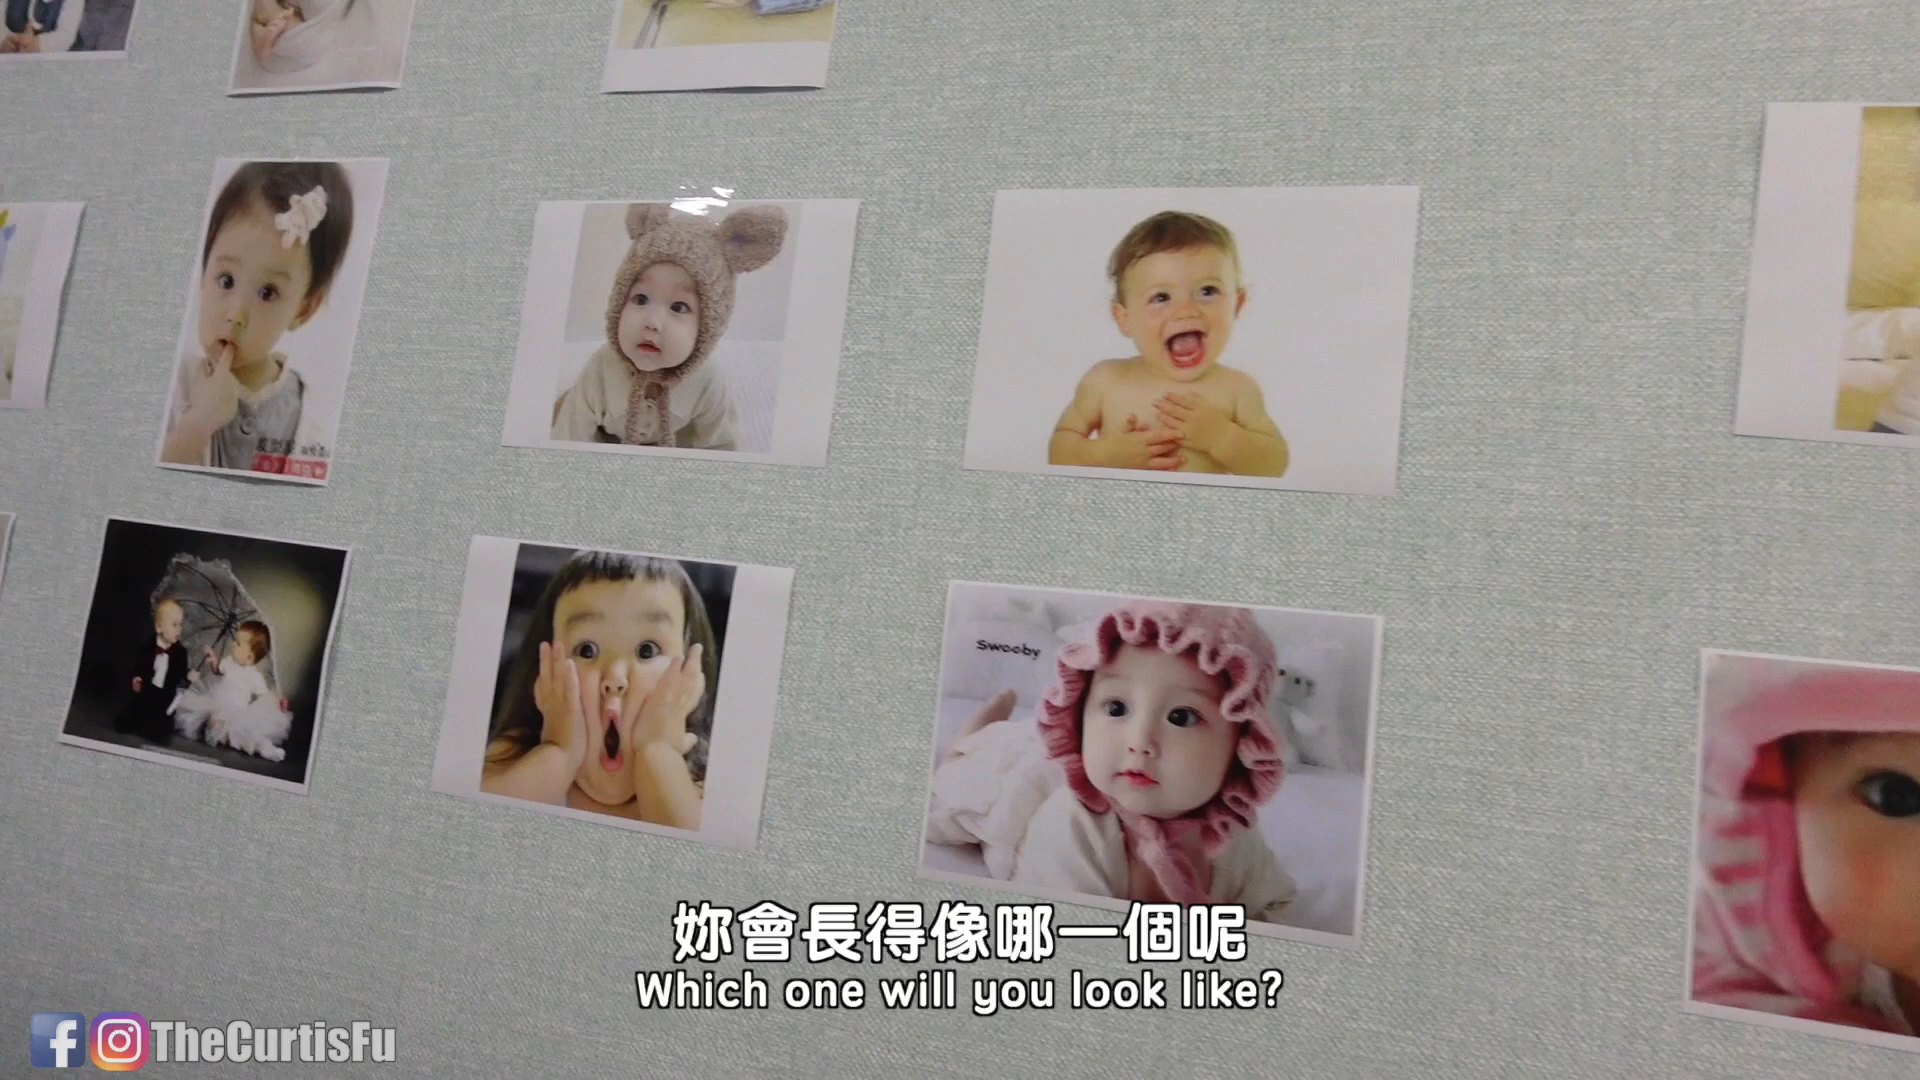 Swooby
妳會長得像哪一個呢
Which one will you look like?
TheCurtisFu